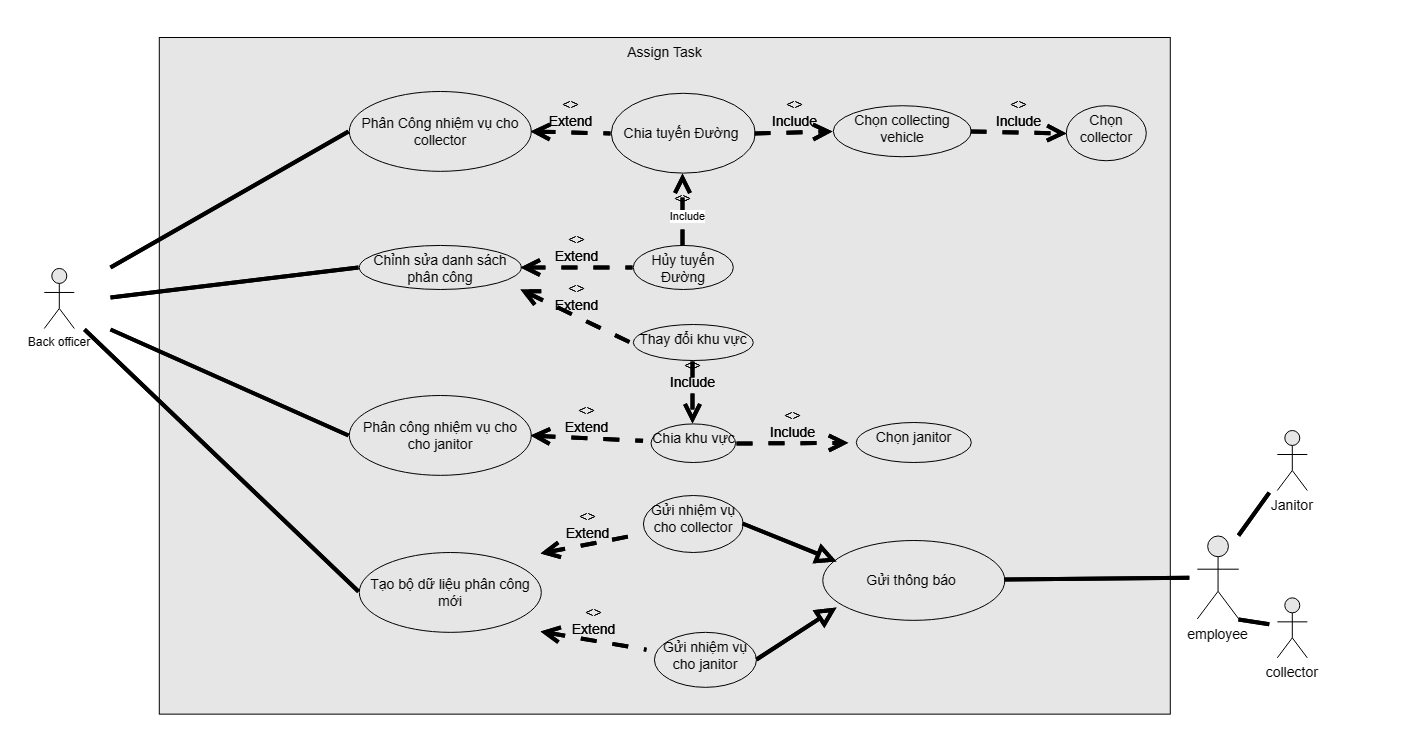 Assign Task
Phân Công nhiệm vụ cho
collector
<>
Extend
Chia tuyến Đường
<>
Include
Chọn collecting
vehicle
<>
Include
Chọn
collector
<>
Include
Chỉnh sửa danh sách
phân công
<>
Extend
Hủy tuyến
Đường
<>
Extend
Thay đổi khu vực
<>
Include
Back officer
Phân công nhiệm vụ cho
cho janitor
<>
Extend
Chia khu vực
<>
Include
Chọn janitor
Gửi nhiệm vụ
cho collector
<>
Extend
Tạo bộ dữ liệu phân công
mới
Gửi thông báo
<>
Extend
Gửi nhiệm vụ
cho janitor
Janitor
employee
collector